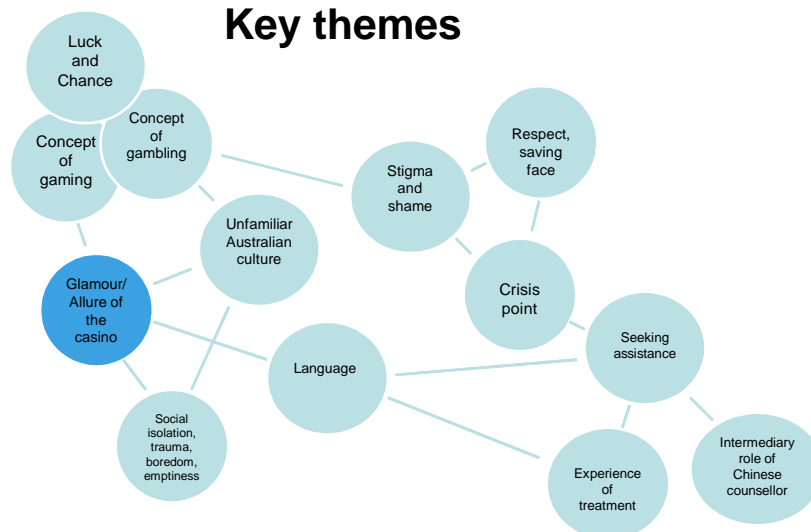 Key themes
Luck
and
Chance
Concept
of
gambling
Concept
of
gaming
Respect,
saving
face
Stigma
and
shame
Unfamiliar
Australian
culture
Glamour/
Allure of
the
casino
Crisis
point
Seeking
assistance
Language
Social
isolation,
trauma,
boredom,
emptiness
Experience
of
treatment
Intermediary
role of
Chinese
counsellor